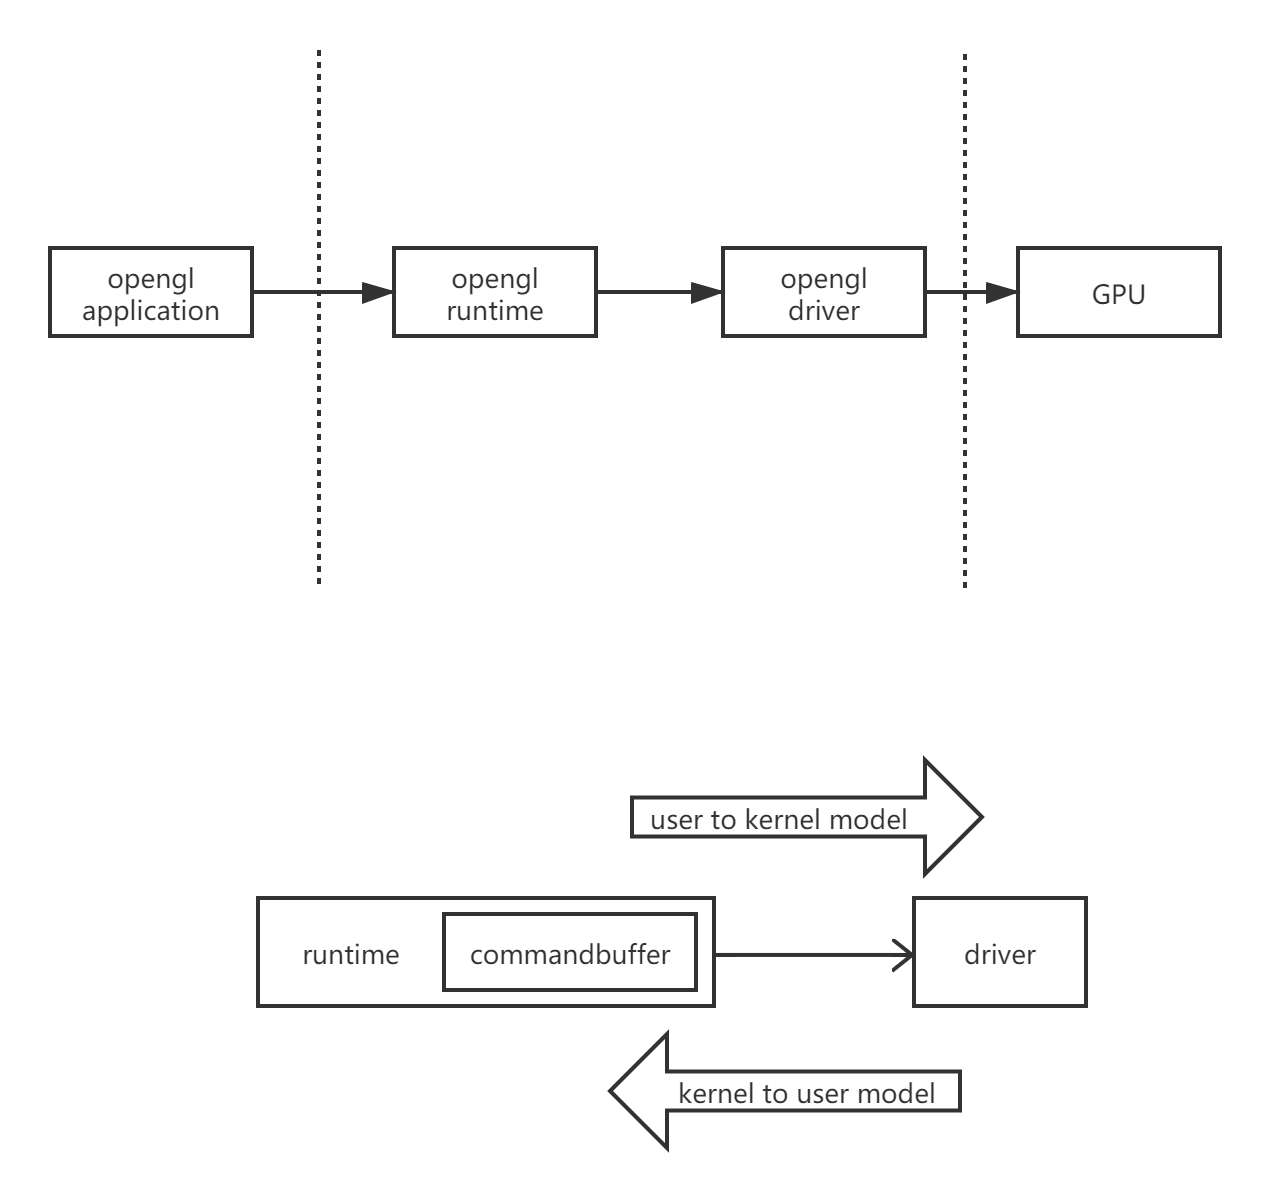 opengl
application
opengl
runtime
opengl
driver
GPU
user to kernel model
runtime
commandbuffer
driver
kernel to user model